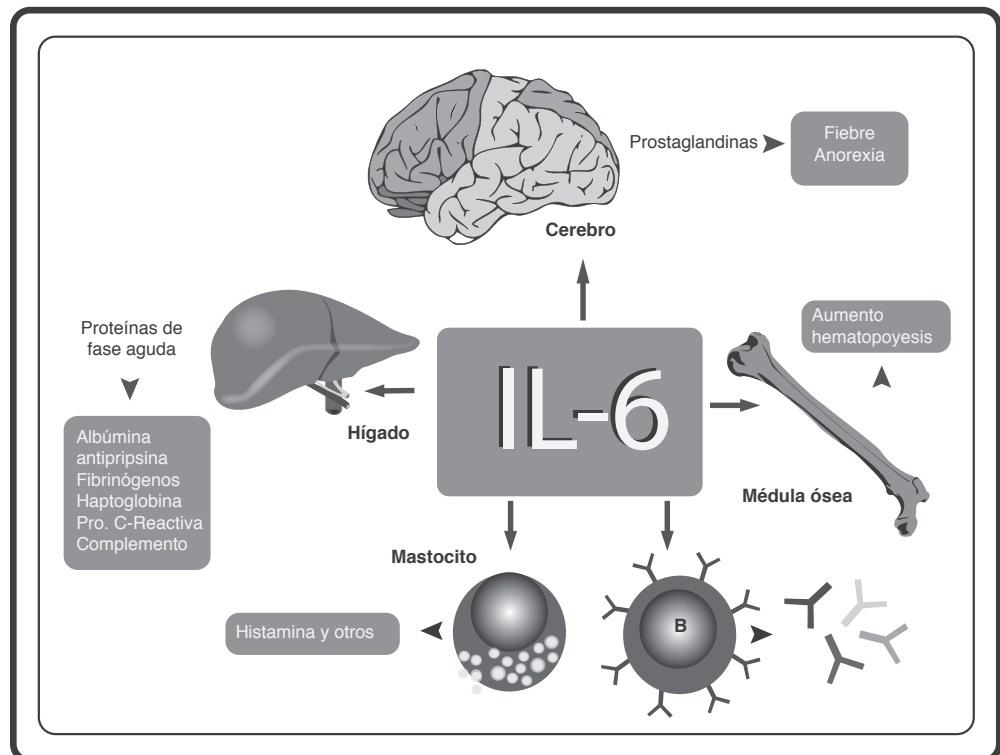 Prostaglandinas
Fiebre
Anorexia
Cerebro
Proteínas de
fase aguda
Aumento
hematopoyesis
IL-6
Hígado
Albúmina
antipripsina
Fibrinógenos
Haptoglobina
Pro. C-Reactiva
Complemento
Médula ósea
Mastocito
Histamina y otros
B